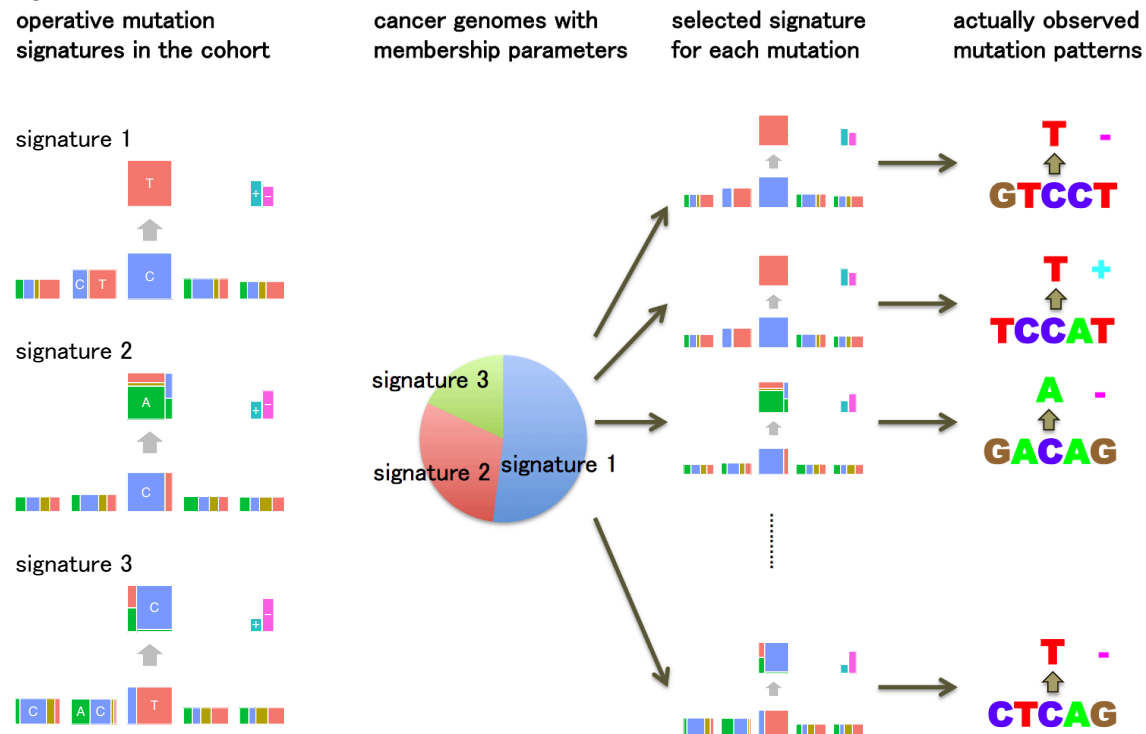 operative mutation
signatures in the cohort
cancer genomes with
membership parameters
selected signature
for each mutation
actually observed
mutation patterns
signature 1
T
+ −
C T C
signature 2
A
+ −
C
signature 3
C
+ −
C A C T
signature 3
signature 2
signature 1
T -
GTCCT
T +
TCCAT
A -
GACAG
T -
CTCAG